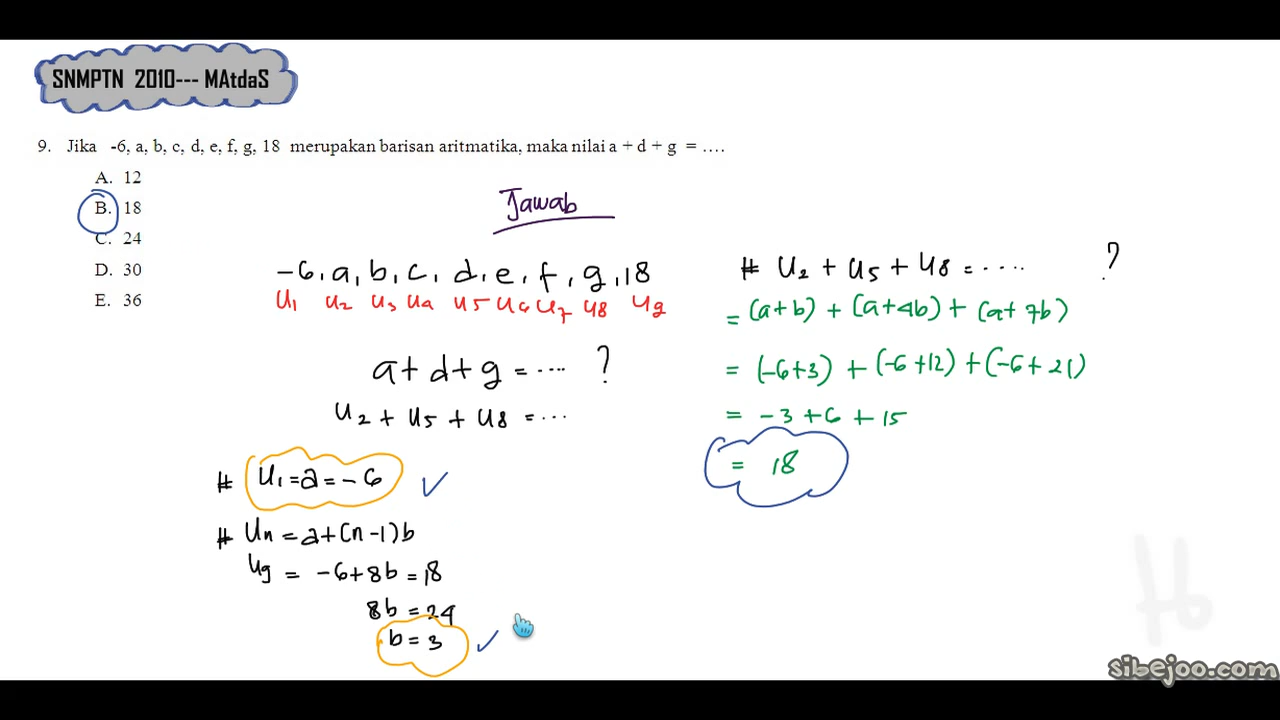 SNMPTN 2010--- MAtdaS
9. Jika -6, a, b, c, d, e, f, g, 18 merupakan barisan aritmatika, maka nilai a + d + g = ....
A. 12
B. 18
C. 24
D. 30
E. 36
Jawab
-6, a, b, c, d, e, f, g, 18
U1 U2 U3 U4 U5 U6 U7 U8 U9
a + d + g = .... ?
U2 + U5 + U8 = ...
# U1 = a = -6 ✓
# Un = a + (n - 1)b
U9 = -6 + 8b = 18
8b = 24
b = 3 ✓
# U2 + U5 + U8 = ..... ?
= (a + b) + (a + 4b) + (a + 7b)
= (-6 + 3) + (-6 + 12) + (-6 + 21)
= -3 + 6 + 15
= 18
sibejoo.com